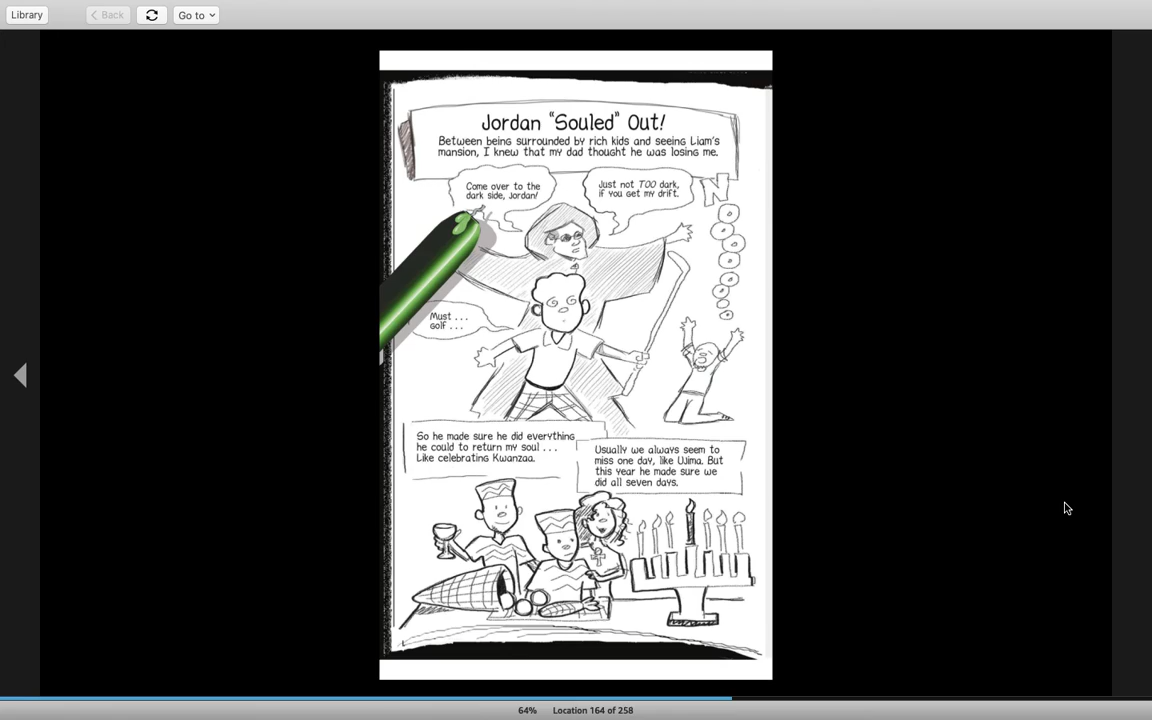 Library
Back
Go to
Jordan "Souled" Out!
Between being surrounded by rich kids and seeing Liam's
mansion, I knew that my dad thought he was losing me.
Come over to the
dark side, Jordan!
Just not TOO dark,
if you get my drift.
N
O
O
O
O
O
O
O
Must . . .
Golf . . .
So he made sure he did everything
he could to return my soul . . .
Like celebrating Kwanzaa.
Usually we always seem to
miss one day, like Ujima. But
this year he made sure we
did all seven days.
64% Location 164 of 258